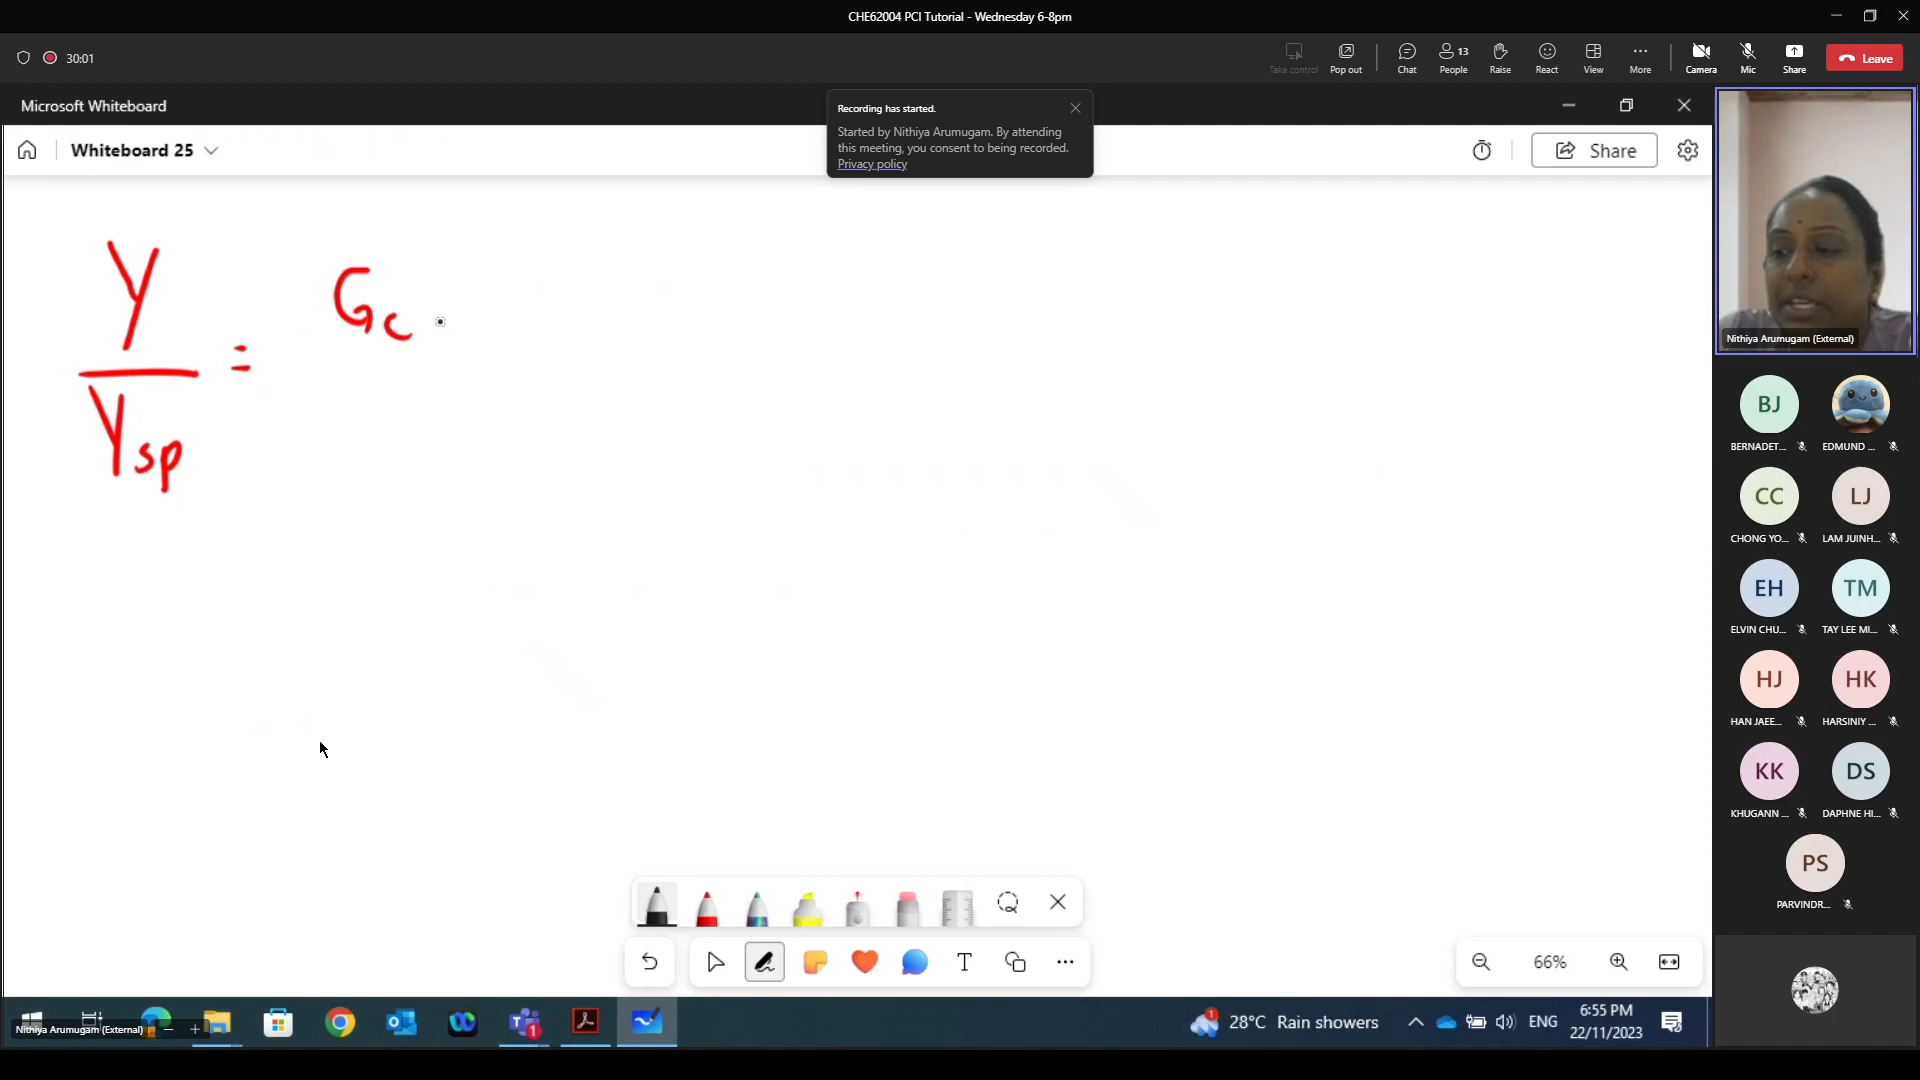 CHE62004 PCI Tutorial - Wednesday 6-8pm
30:01
Take control
Pop out
Chat
13
People
Raise
React
View
More
Camera
Mic
Share
Leave
Microsoft Whiteboard
Recording has started.
Started by Nithiya Arumugam. By attending
this meeting, you consent to being recorded.
Privacy policy
Whiteboard 25
Share
Y
Gc
=
Ysp
Nithiya Arumugam (External)
BJ
BERNADET...
EDMUND ...
CC
CHONG YO...
LJ
LAM JUINH...
EH
ELVIN CHU...
TM
TAY LEE MI...
HJ
HAN JAEE...
HK
HARSINIY ...
KK
KHUGANN ...
DS
DAPHNE HI...
PS
PARVINDR...
T
66%
Nithiya Arumugam (External)
1
1
28°C Rain showers
ENG
6:55 PM
22/11/2023